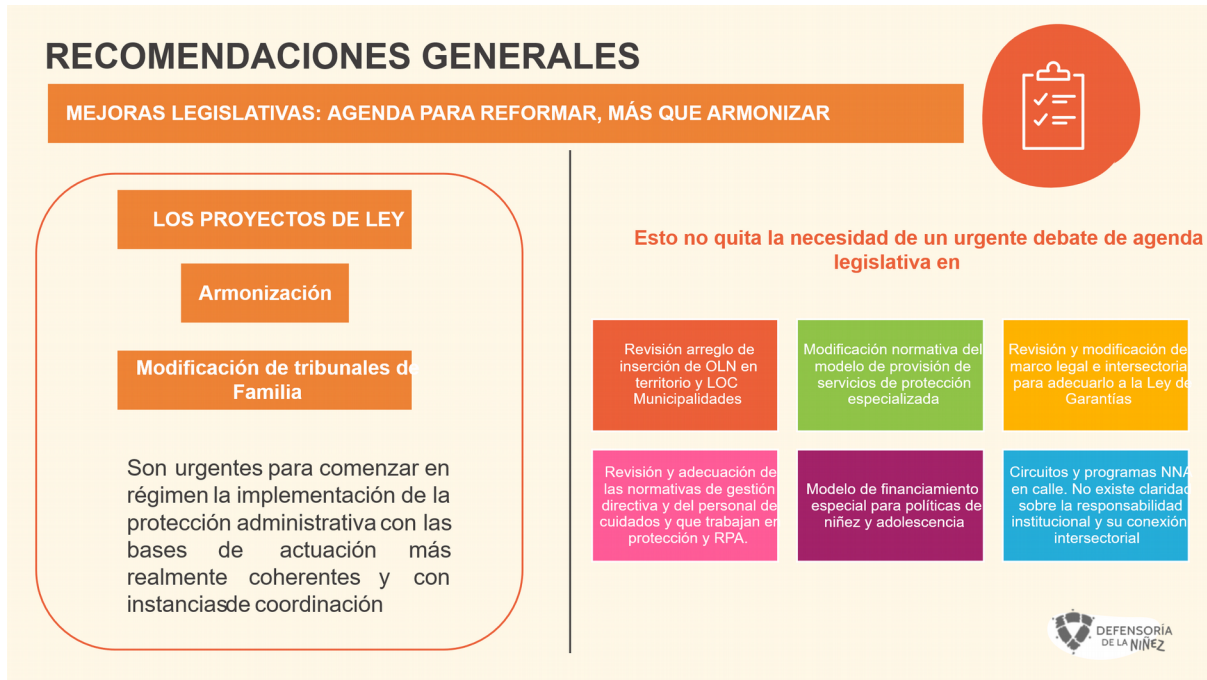 RECOMENDACIONES GENERALES
MEJORAS LEGISLATIVAS: AGENDA PARA REFORMAR, MÁS QUE ARMONIZAR
LOS PROYECTOS DE LEY
Armonización
Modificación de tribunales de
Familia
Son urgentes para comenzar en
régimen la implementación de la
protección administrativa con las
bases de actuación más
realmente coherentes y con
instancias de coordinación
Esto no quita la necesidad de un urgente debate de agenda
legislativa en
Revisión arreglo de
inserción de OLN en
territorio y LOC
Municipalidades
Modificación normativa del
modelo de provisión de
servicios de protección
especializada
Revisión y modificación de
marco legal e intersectoria
para adecuarlo a la Ley de
Garantías
Revisión y adecuación de
las normativas de gestión
directiva y del personal de
cuidados y que trabajan en
protección y RPA.
Modelo de financiamiento
especial para políticas de
niñez y adolescencia
Circuitos y programas NNA
en calle. No existe claridad
sobre la responsabilidad
institucional y su conexión
intersectorial
DEFENSORÍA
DE LA NIÑEZ